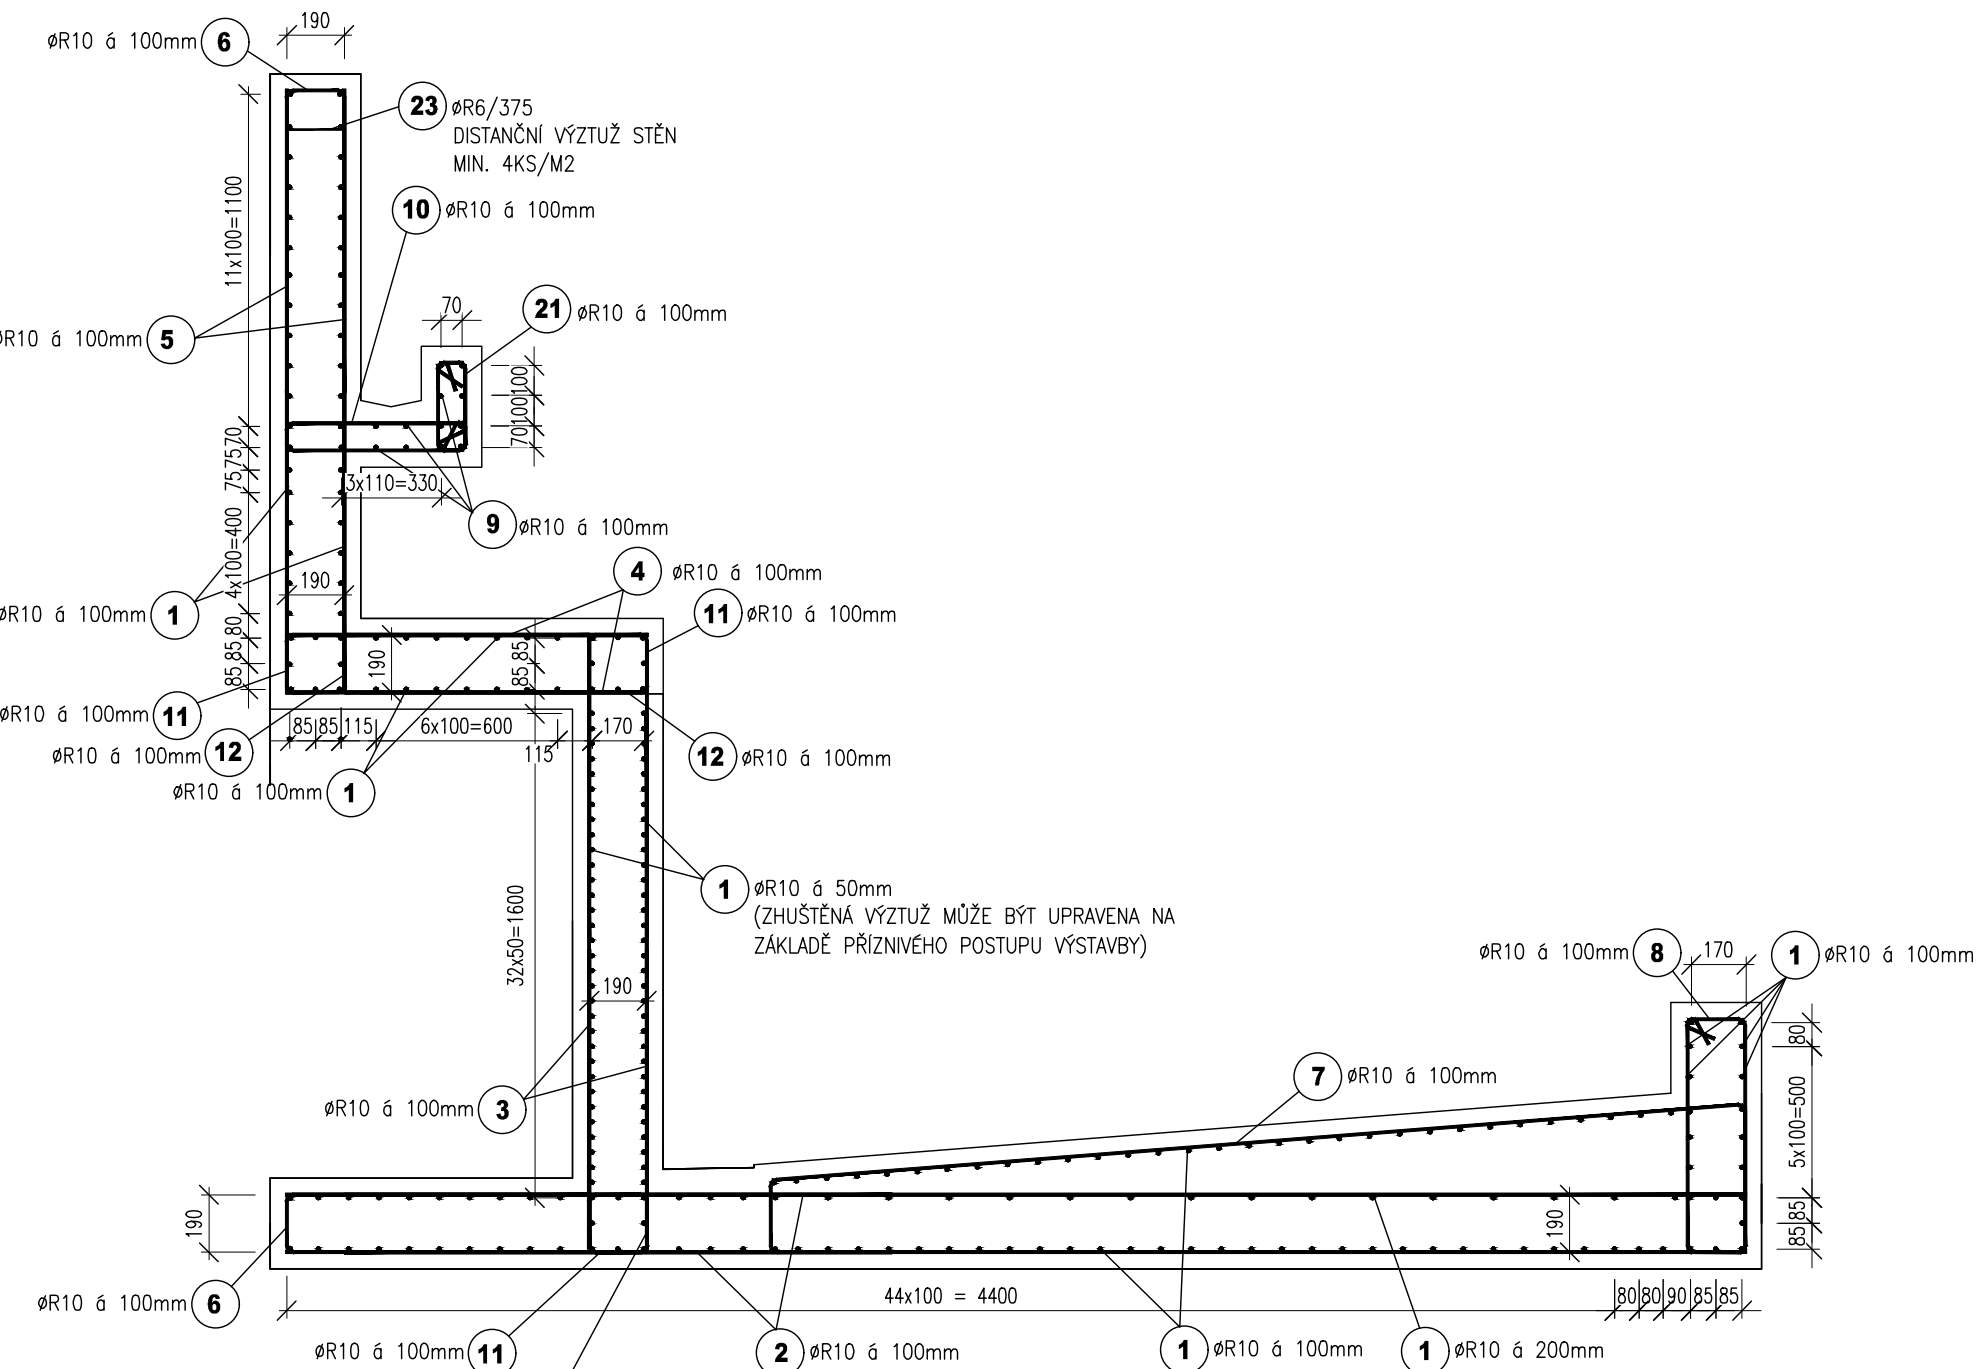 190
øR10 á 100mm 6
23 øR6/375
DISTANČNÍ VÝZTUŽ STĚN
MIN. 4KS/M2
11x100=1100
10 øR10 á 100mm
70
21 øR10 á 100mm
øR10 á 100mm 5
100
100
70
70
75
75
3x110=330
9 øR10 á 100mm
4x100=400
190
4 øR10 á 100mm
øR10 á 100mm 1
11 øR10 á 100mm
80
85
85
190
85
85
øR10 á 100mm 11
85 85 115 6x100=600 170
115
øR10 á 100mm 12
12 øR10 á 100mm
øR10 á 100mm 1
1 øR10 á 50mm
(ZHUŠTĚNÁ VÝZTUŽ MŮŽE BÝT UPRAVENA NA
ZÁKLADĚ PŘÍZNIVÉHO POSTUPU VÝSTAVBY)
32x50=1600
190
øR10 á 100mm 8
170
1 øR10 á 100mm
80
7 øR10 á 100mm
øR10 á 100mm 3
5x100=500
190
190
85
85
øR10 á 100mm 6
44x100 = 4400
80 80 90 85 85
øR10 á 100mm 11
2 øR10 á 100mm
1 øR10 á 100mm
1 øR10 á 200mm